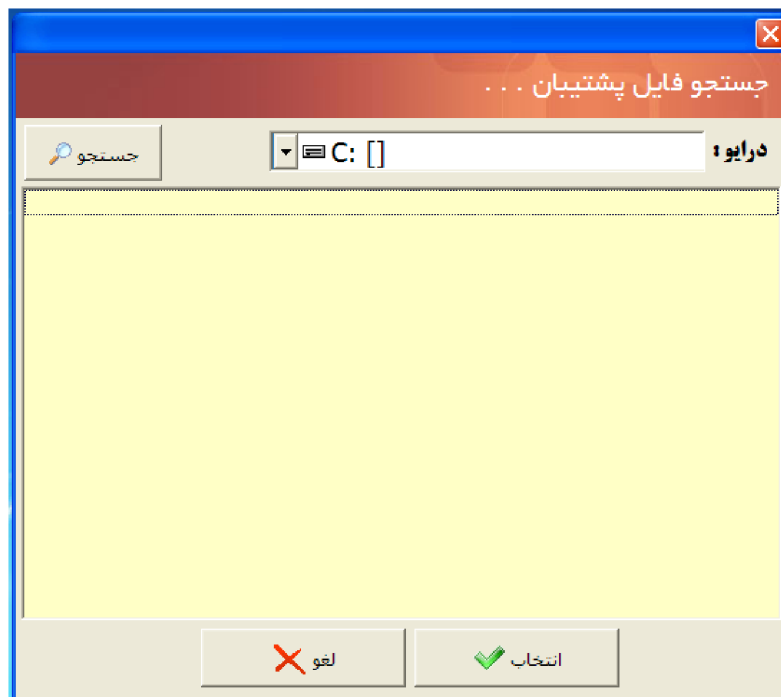 جستجو فایل پشتیبان . . .
درایو : C: [] جستجو
انتخاب لغو